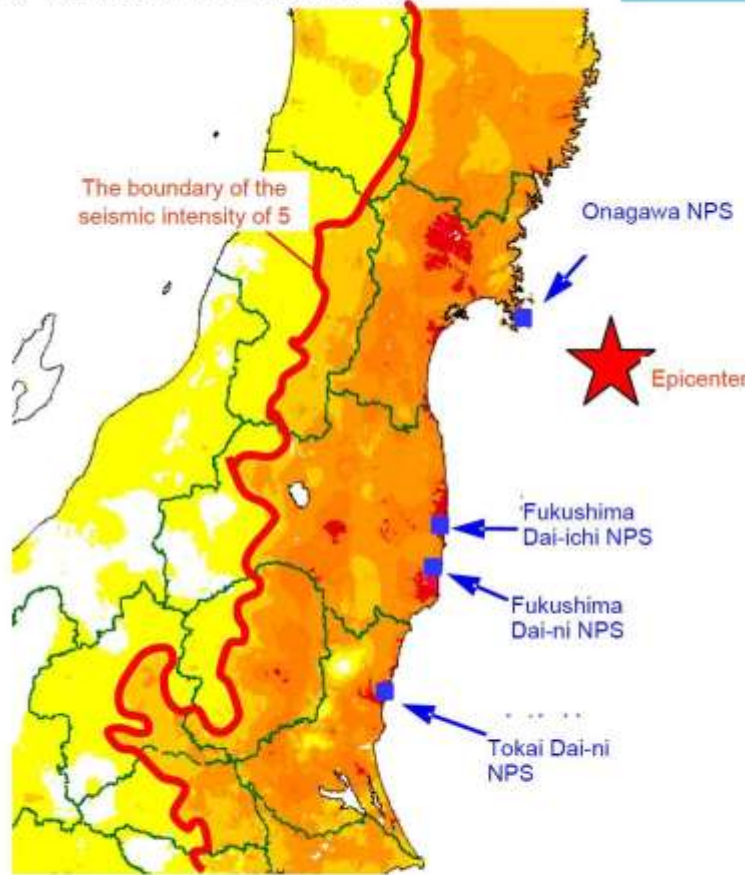 The boundary of the
seismic intensity of 5
Onagawa NPS
Epicenter
Fukushima
Dai-ichi NPS
Fukushima
Dai-ni NPS
Tokai Dai-ni
NPS